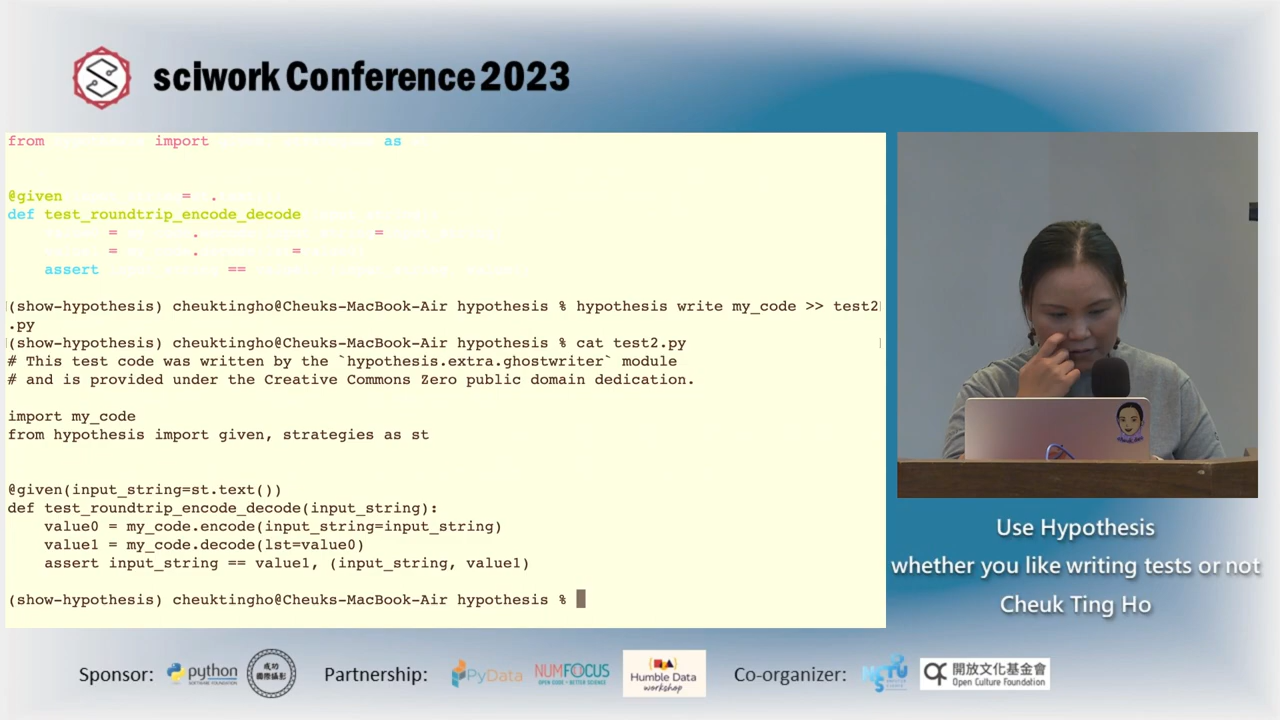 sciwork Conference 2023
from import as
@given = .
def test_roundtrip_encode_decode
= . =
= . =
assert ==
(show-hypothesis) cheuktingho@Cheuks-MacBook-Air hypothesis % hypothesis write my_code >> test2
.py
(show-hypothesis) cheuktingho@Cheuks-MacBook-Air hypothesis % cat test2.py
# This test code was written by the `hypothesis.extra.ghostwriter` module
# and is provided under the Creative Commons Zero public domain dedication.
import my_code
from hypothesis import given, strategies as st
@given(input_string=st.text())
def test_roundtrip_encode_decode(input_string):
value0 = my_code.encode(input_string=input_string)
value1 = my_code.decode(lst=value0)
assert input_string == value1, (input_string, value1)
(show-hypothesis) cheuktingho@Cheuks-MacBook-Air hypothesis %
Use Hypothesis
whether you like writing tests or not
Cheuk Ting Ho
Sponsor:
python
成功
國際攝影
Partnership:
PyData
NUMFOCUS
OPEN CODE = BETTER SCIENCE
Humble Data
workshop
Co-organizer:
開放文化基金會
Open Culture Foundation